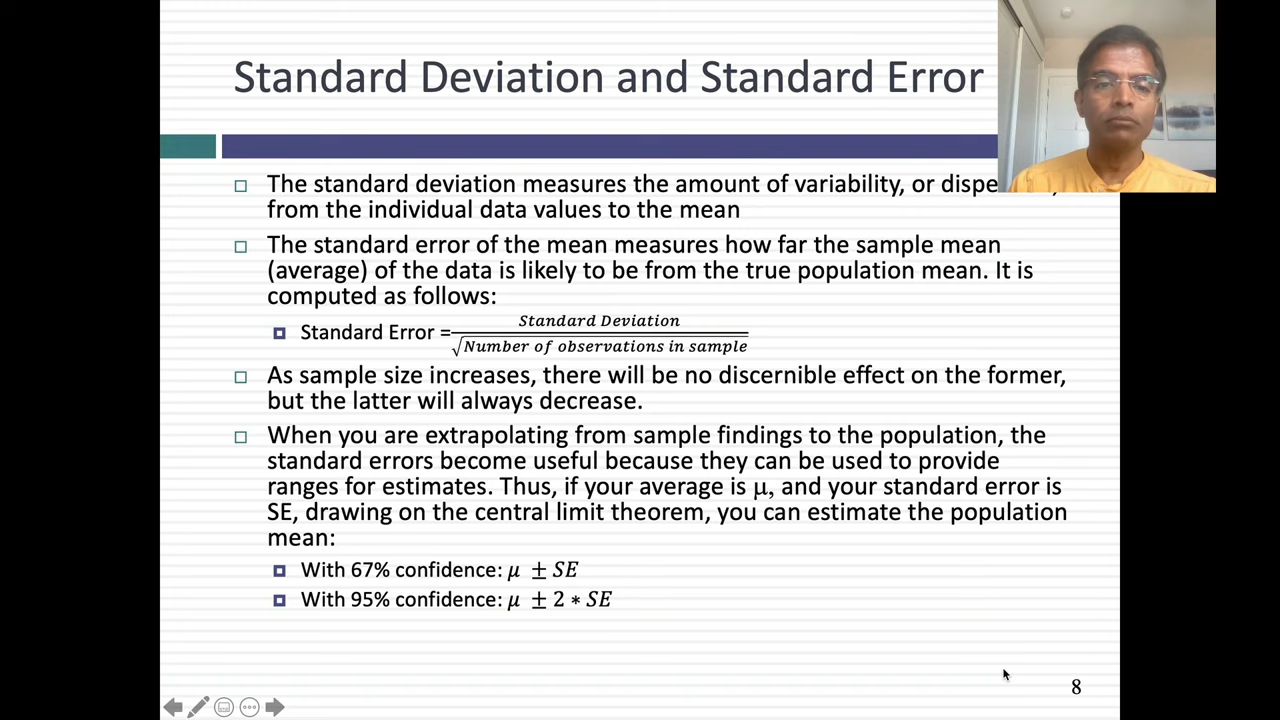 Standard Deviation and Standard Error
The standard deviation measures the amount of variability, or
from the individual data values to the mean
The standard error of the mean measures how far the sample mean
(average) of the data is likely to be from the true population mean. It is
computed as follows:
Standard Error = Standard Deviation
√Number of observations in sample
As sample size increases, there will be no discernible effect on the former,
but the latter will always decrease.
When you are extrapolating from sample findings to the population, the
standard errors become useful because they can be used to provide
ranges for estimates. Thus, if your average is μ, and your standard error is
SE, drawing on the central limit theorem, you can estimate the population
mean:
With 67% confidence: μ ± SE
With 95% confidence: μ ± 2 * SE
8